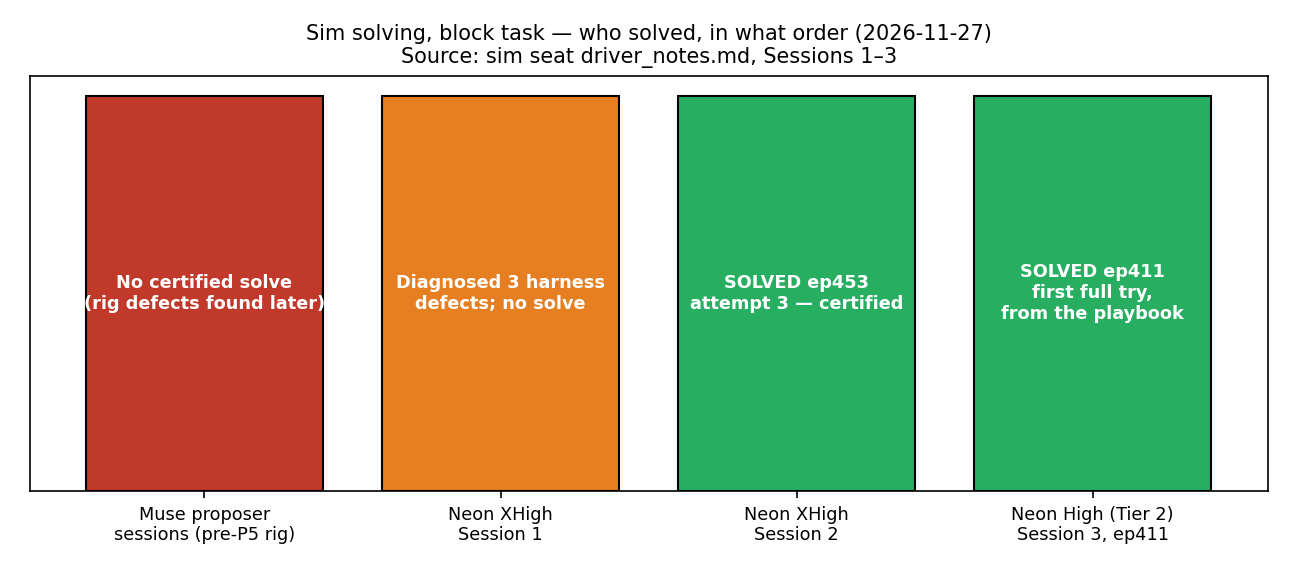 Sim solving, block task — who solved, in what order (2026-11-27)
Source: sim seat driver_notes.md, Sessions 1–3
No certified solve
(rig defects found later)
Diagnosed 3 harness
defects; no solve
SOLVED ep453
attempt 3 — certified
SOLVED ep411
first full try,
from the playbook
Muse proposer
sessions (pre-P5 rig)
Neon XHigh
Session 1
Neon XHigh
Session 2
Neon High (Tier 2)
Session 3, ep411